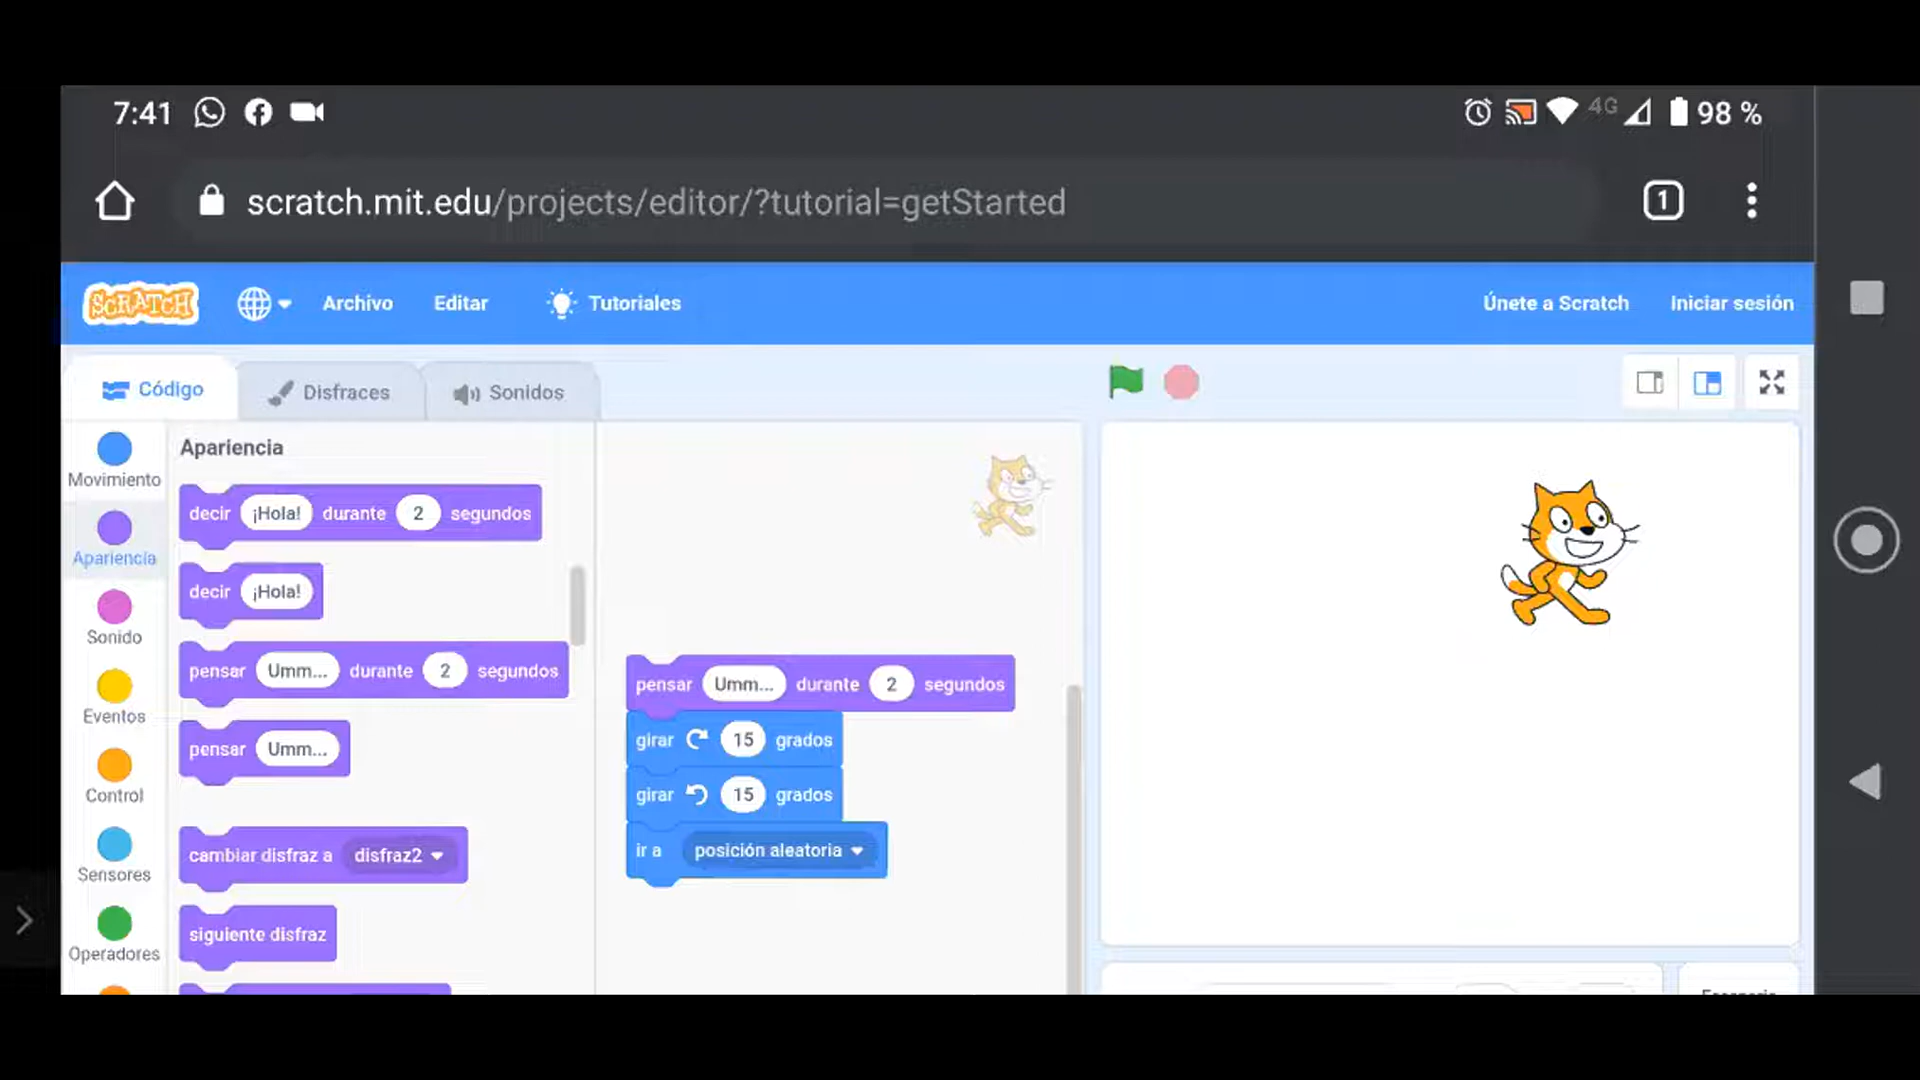 7:41
4G
98 %
scratch.mit.edu/projects/editor/?tutorial=getStarted
1
SCRATCH
Archivo
Editar
Tutoriales
Únete a Scratch
Iniciar sesión
Código
Disfraces
Sonidos
Movimiento
Apariencia
Sonido
Eventos
Control
Sensores
Operadores
Apariencia
decir ¡Hola! durante 2 segundos
decir ¡Hola!
pensar Umm... durante 2 segundos
pensar Umm...
cambiar disfraz a disfraz2
siguiente disfraz
pensar Umm... durante 2 segundos
girar 15 grados
girar 15 grados
ir a posición aleatoria